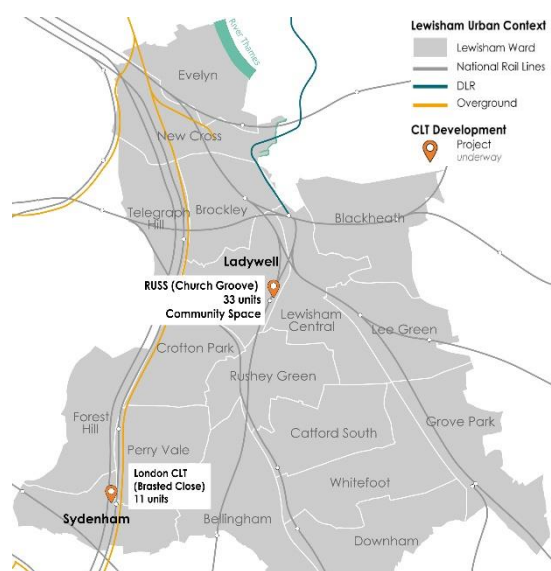 River Thames
Lewisham Urban Context
Lewisham Ward
National Rail Lines
DLR
Overground
CLT Development
Project
underway
Evelyn
New Cross
Telegraph
Hill
Brockley
Blackheath
Ladywell
RUSS (Church Groove)
33 units
Community Space
Lewisham
Central
Lee Green
Crofton Park
Rushey Green
Forest
Hill
Perry Vale
Catford South
Grove Park
London CLT
(Brasted Close)
11 units
Whitefoot
Sydenham
Bellingham
Downham